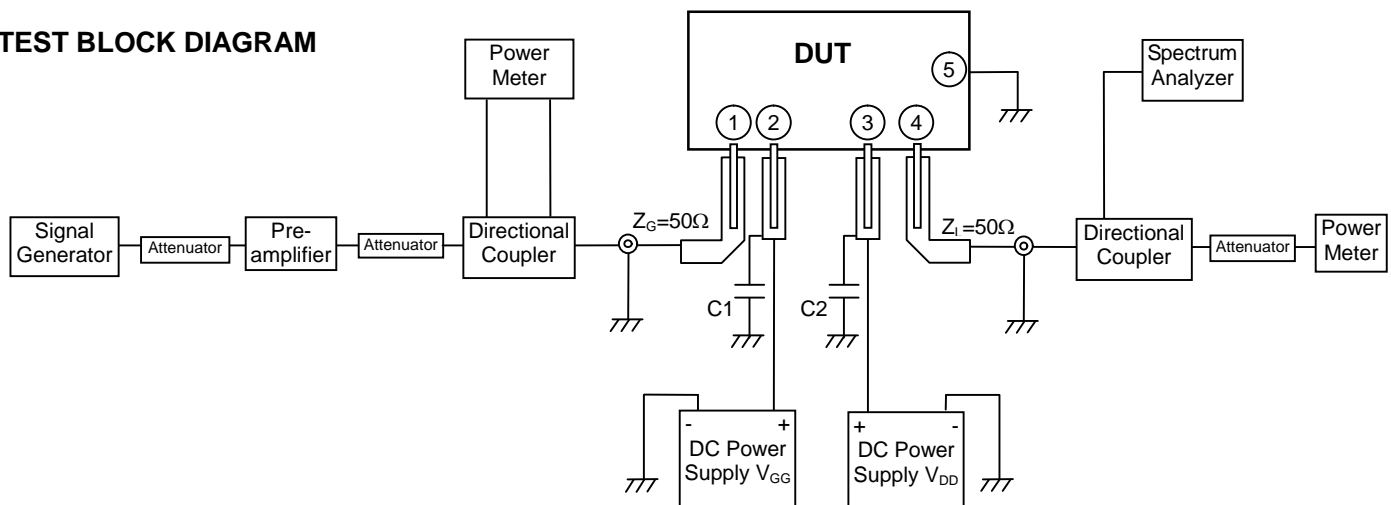 TEST BLOCK DIAGRAM
Power
Meter
DUT
5
Spectrum
Analyzer
1
2
3
4
Signal
Generator
Attenuator
Pre-
amplifier
Attenuator
Directional
Coupler
ZG=50Ω
ZL=50Ω
Directional
Coupler
Attenuator
Power
Meter
C1
C2
- +
DC Power
Supply VGG
+ -
DC Power
Supply VDD